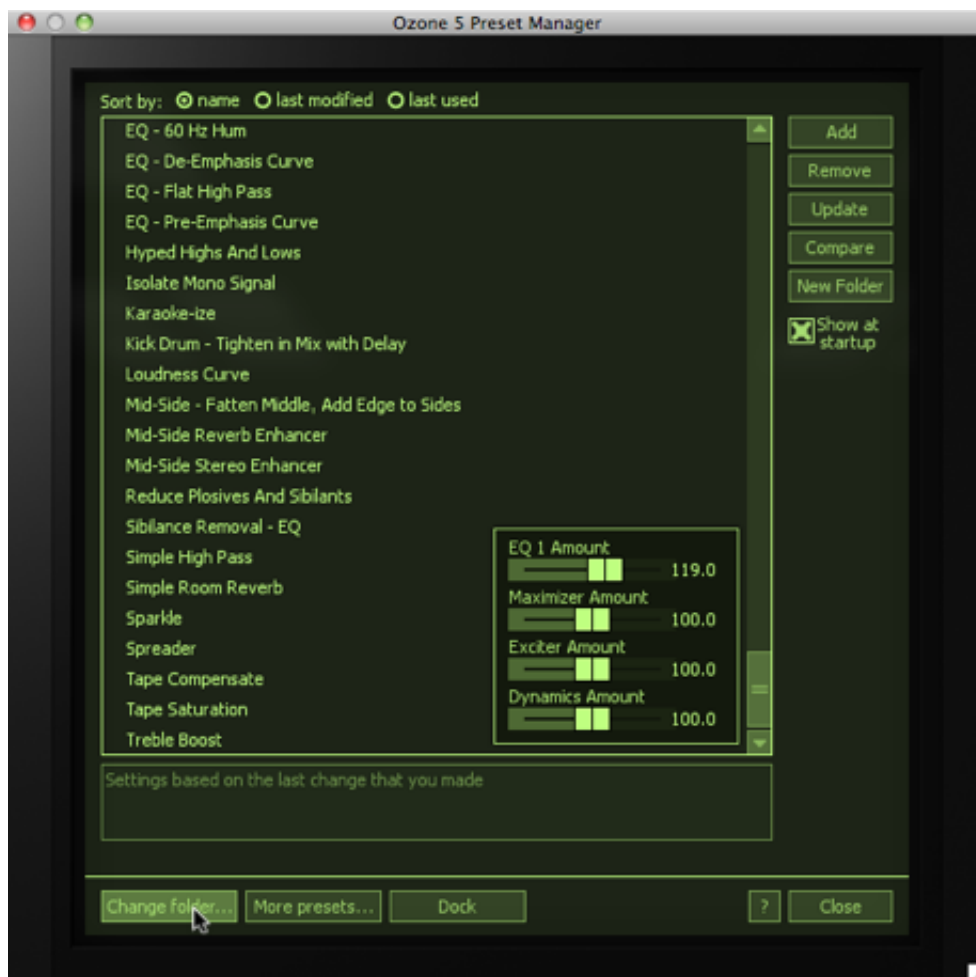 Ozone 5 Preset Manager
Sort by: name last modified last used
EQ - 60 Hz Hum
EQ - De-Emphasis Curve
EQ - Flat High Pass
EQ - Pre-Emphasis Curve
Hyped Highs And Lows
Isolate Mono Signal
Karaoke-ize
Kick Drum - Tighten in Mix with Delay
Loudness Curve
Mid-Side - Fatten Middle, Add Edge to Sides
Mid-Side Reverb Enhancer
Mid-Side Stereo Enhancer
Reduce Plosives And Sibilants
Sibilance Removal - EQ
Simple High Pass
Simple Room Reverb
Sparkle
Spreader
Tape Compensate
Tape Saturation
Treble Boost
EQ 1 Amount
119.0
Maximizer Amount
100.0
Exciter Amount
100.0
Dynamics Amount
100.0
Add
Remove
Update
Compare
New Folder
Show at
startup
Settings based on the last change that you made
Change folder... More presets... Dock ? Close